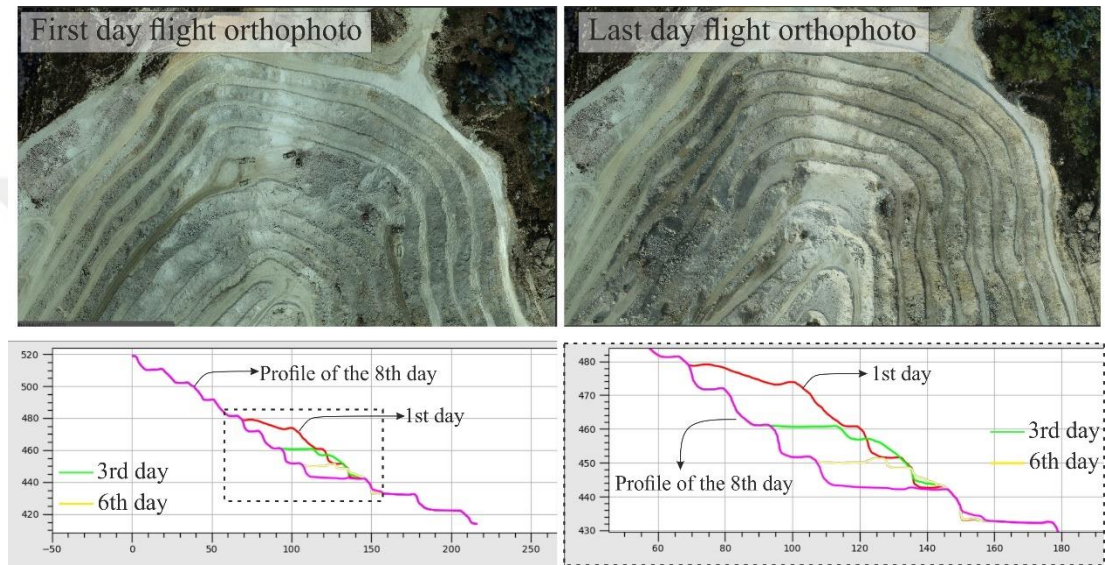 First day flight orthophoto
Last day flight orthophoto
520
500
480
460
440
420
Profile of the 8th day
1st day
3rd day
6th day
−50
0
50
100
150
200
250
480
470
460
450
440
430
1st day
3rd day
6th day
Profile of the 8th day
60
80
100
120
140
160
180